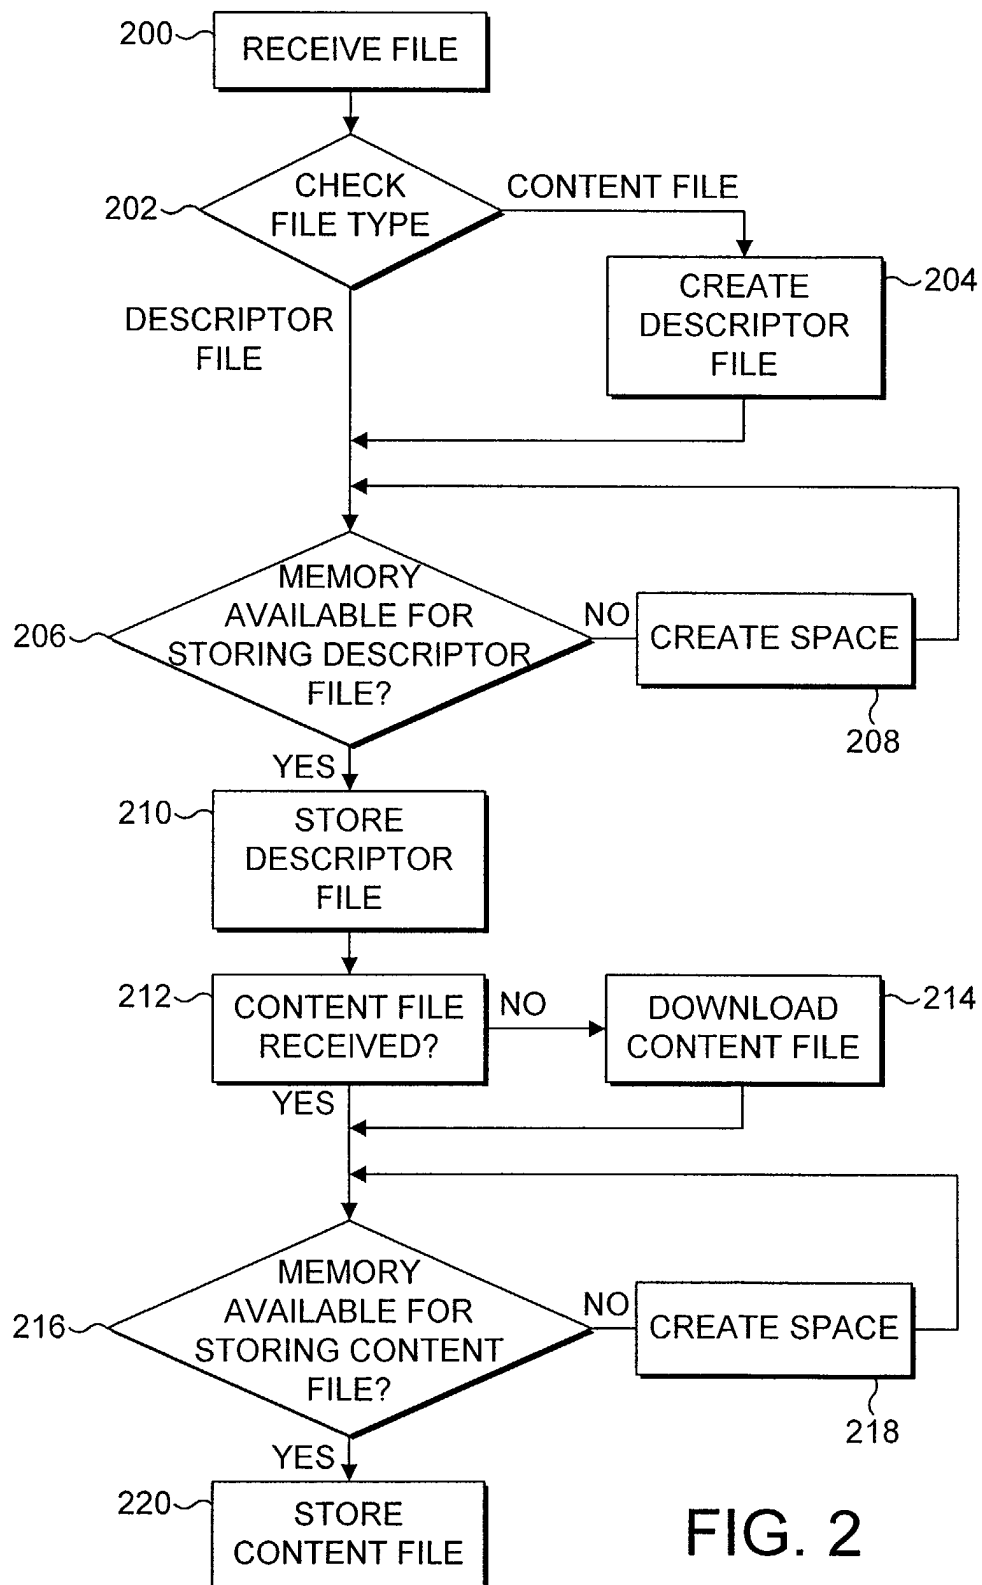 200
RECEIVE FILE
202
CHECK
FILE TYPE
CONTENT FILE
204
CREATE
DESCRIPTOR
FILE
DESCRIPTOR
FILE
206
MEMORY
AVAILABLE FOR
STORING DESCRIPTOR
FILE?
NO
CREATE SPACE
208
YES
210
STORE
DESCRIPTOR
FILE
212
CONTENT FILE
RECEIVED?
NO
DOWNLOAD
CONTENT FILE
214
YES
216
MEMORY
AVAILABLE FOR
STORING CONTENT
FILE?
NO
CREATE SPACE
218
YES
220
STORE
CONTENT FILE
FIG. 2